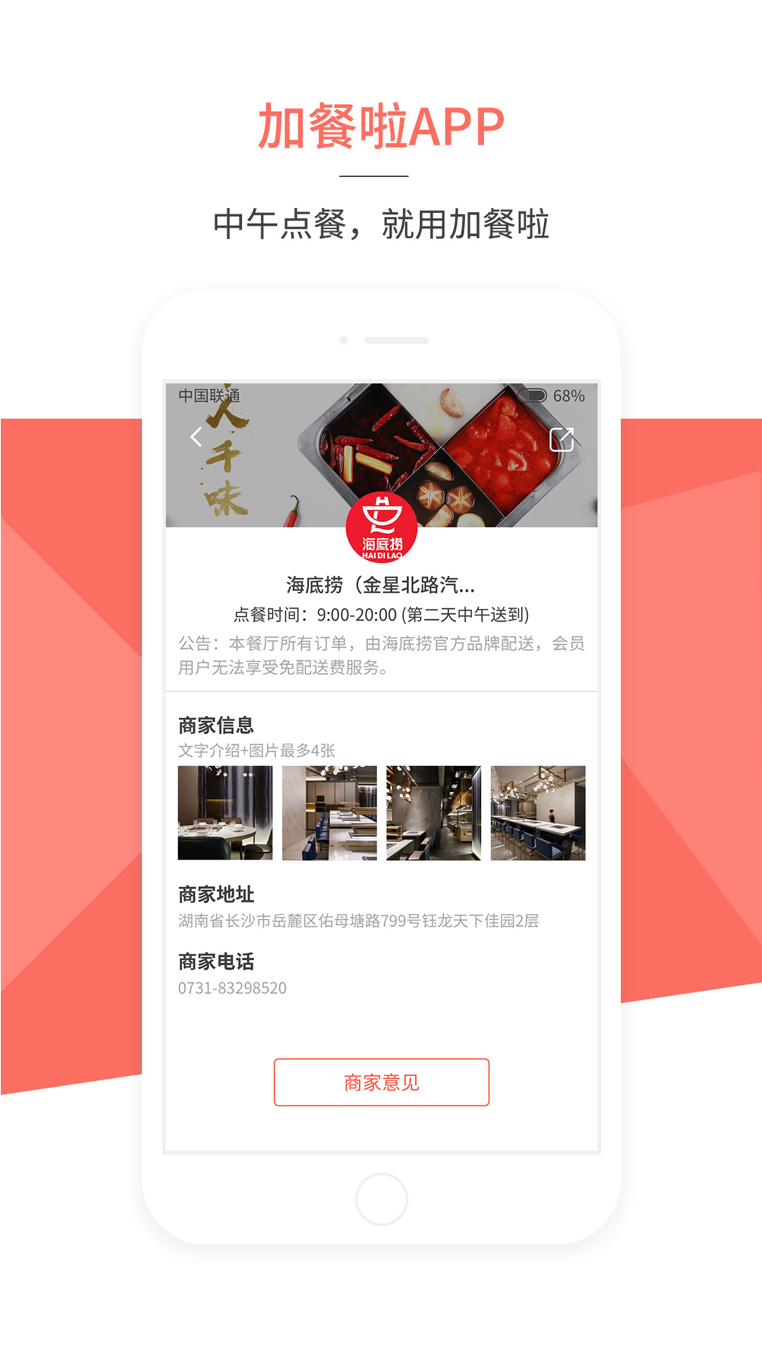 加餐啦APP
中午点餐，就用加餐啦
中国联通
68%
人千味
海底捞
HAI DI LAO
海底捞（金星北路汽...
点餐时间：9:00-20:00 (第二天中午送到)
公告：本餐厅所有订单，由海底捞官方品牌配送，会员
用户无法享受免配送费服务。
商家信息
文字介绍+图片最多4张
商家地址
湖南省长沙市岳麓区佑母塘路799号钰龙天下佳园2层
商家电话
0731-83298520
商家意见